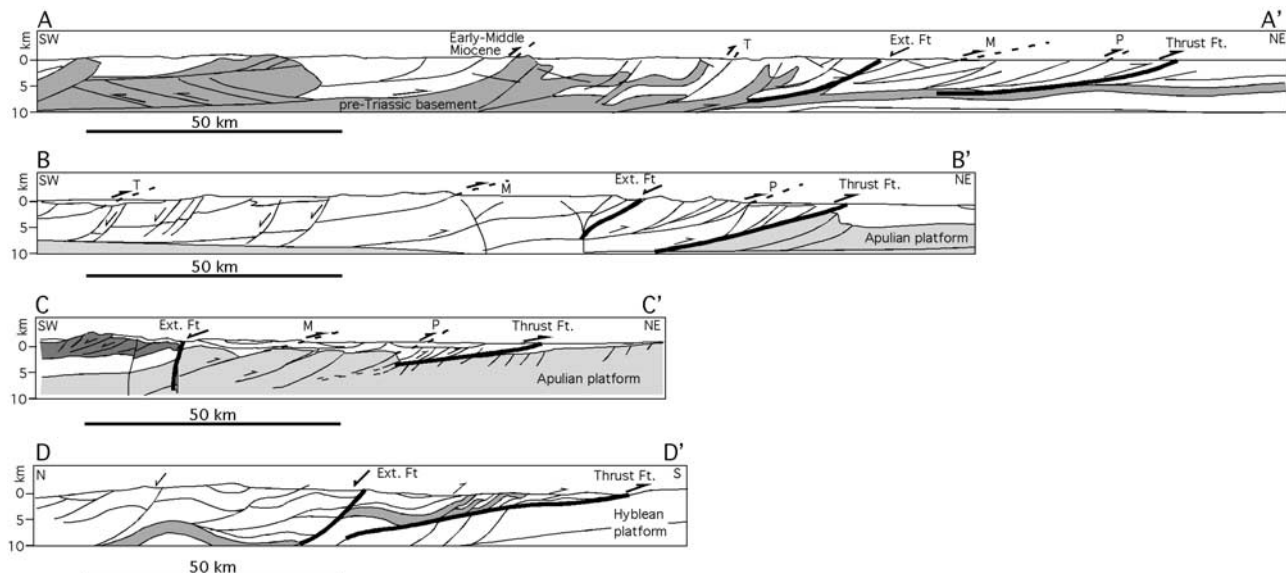 A A'
km SW Early-Middle Miocene T Ext. Ft M P Thrust Ft. NE
0
5
10
pre-Triassic basement
50 km
B B'
km SW T M Ext. Ft P Thrust Ft. NE
0
5
10
Apulian platform
50 km
C C'
km SW Ext. Ft M P Thrust Ft. NE
0
5
10
Apulian platform
50 km
D D'
km N Ext. Ft Thrust Ft. S
0
5
10
Hyblean platform
50 km